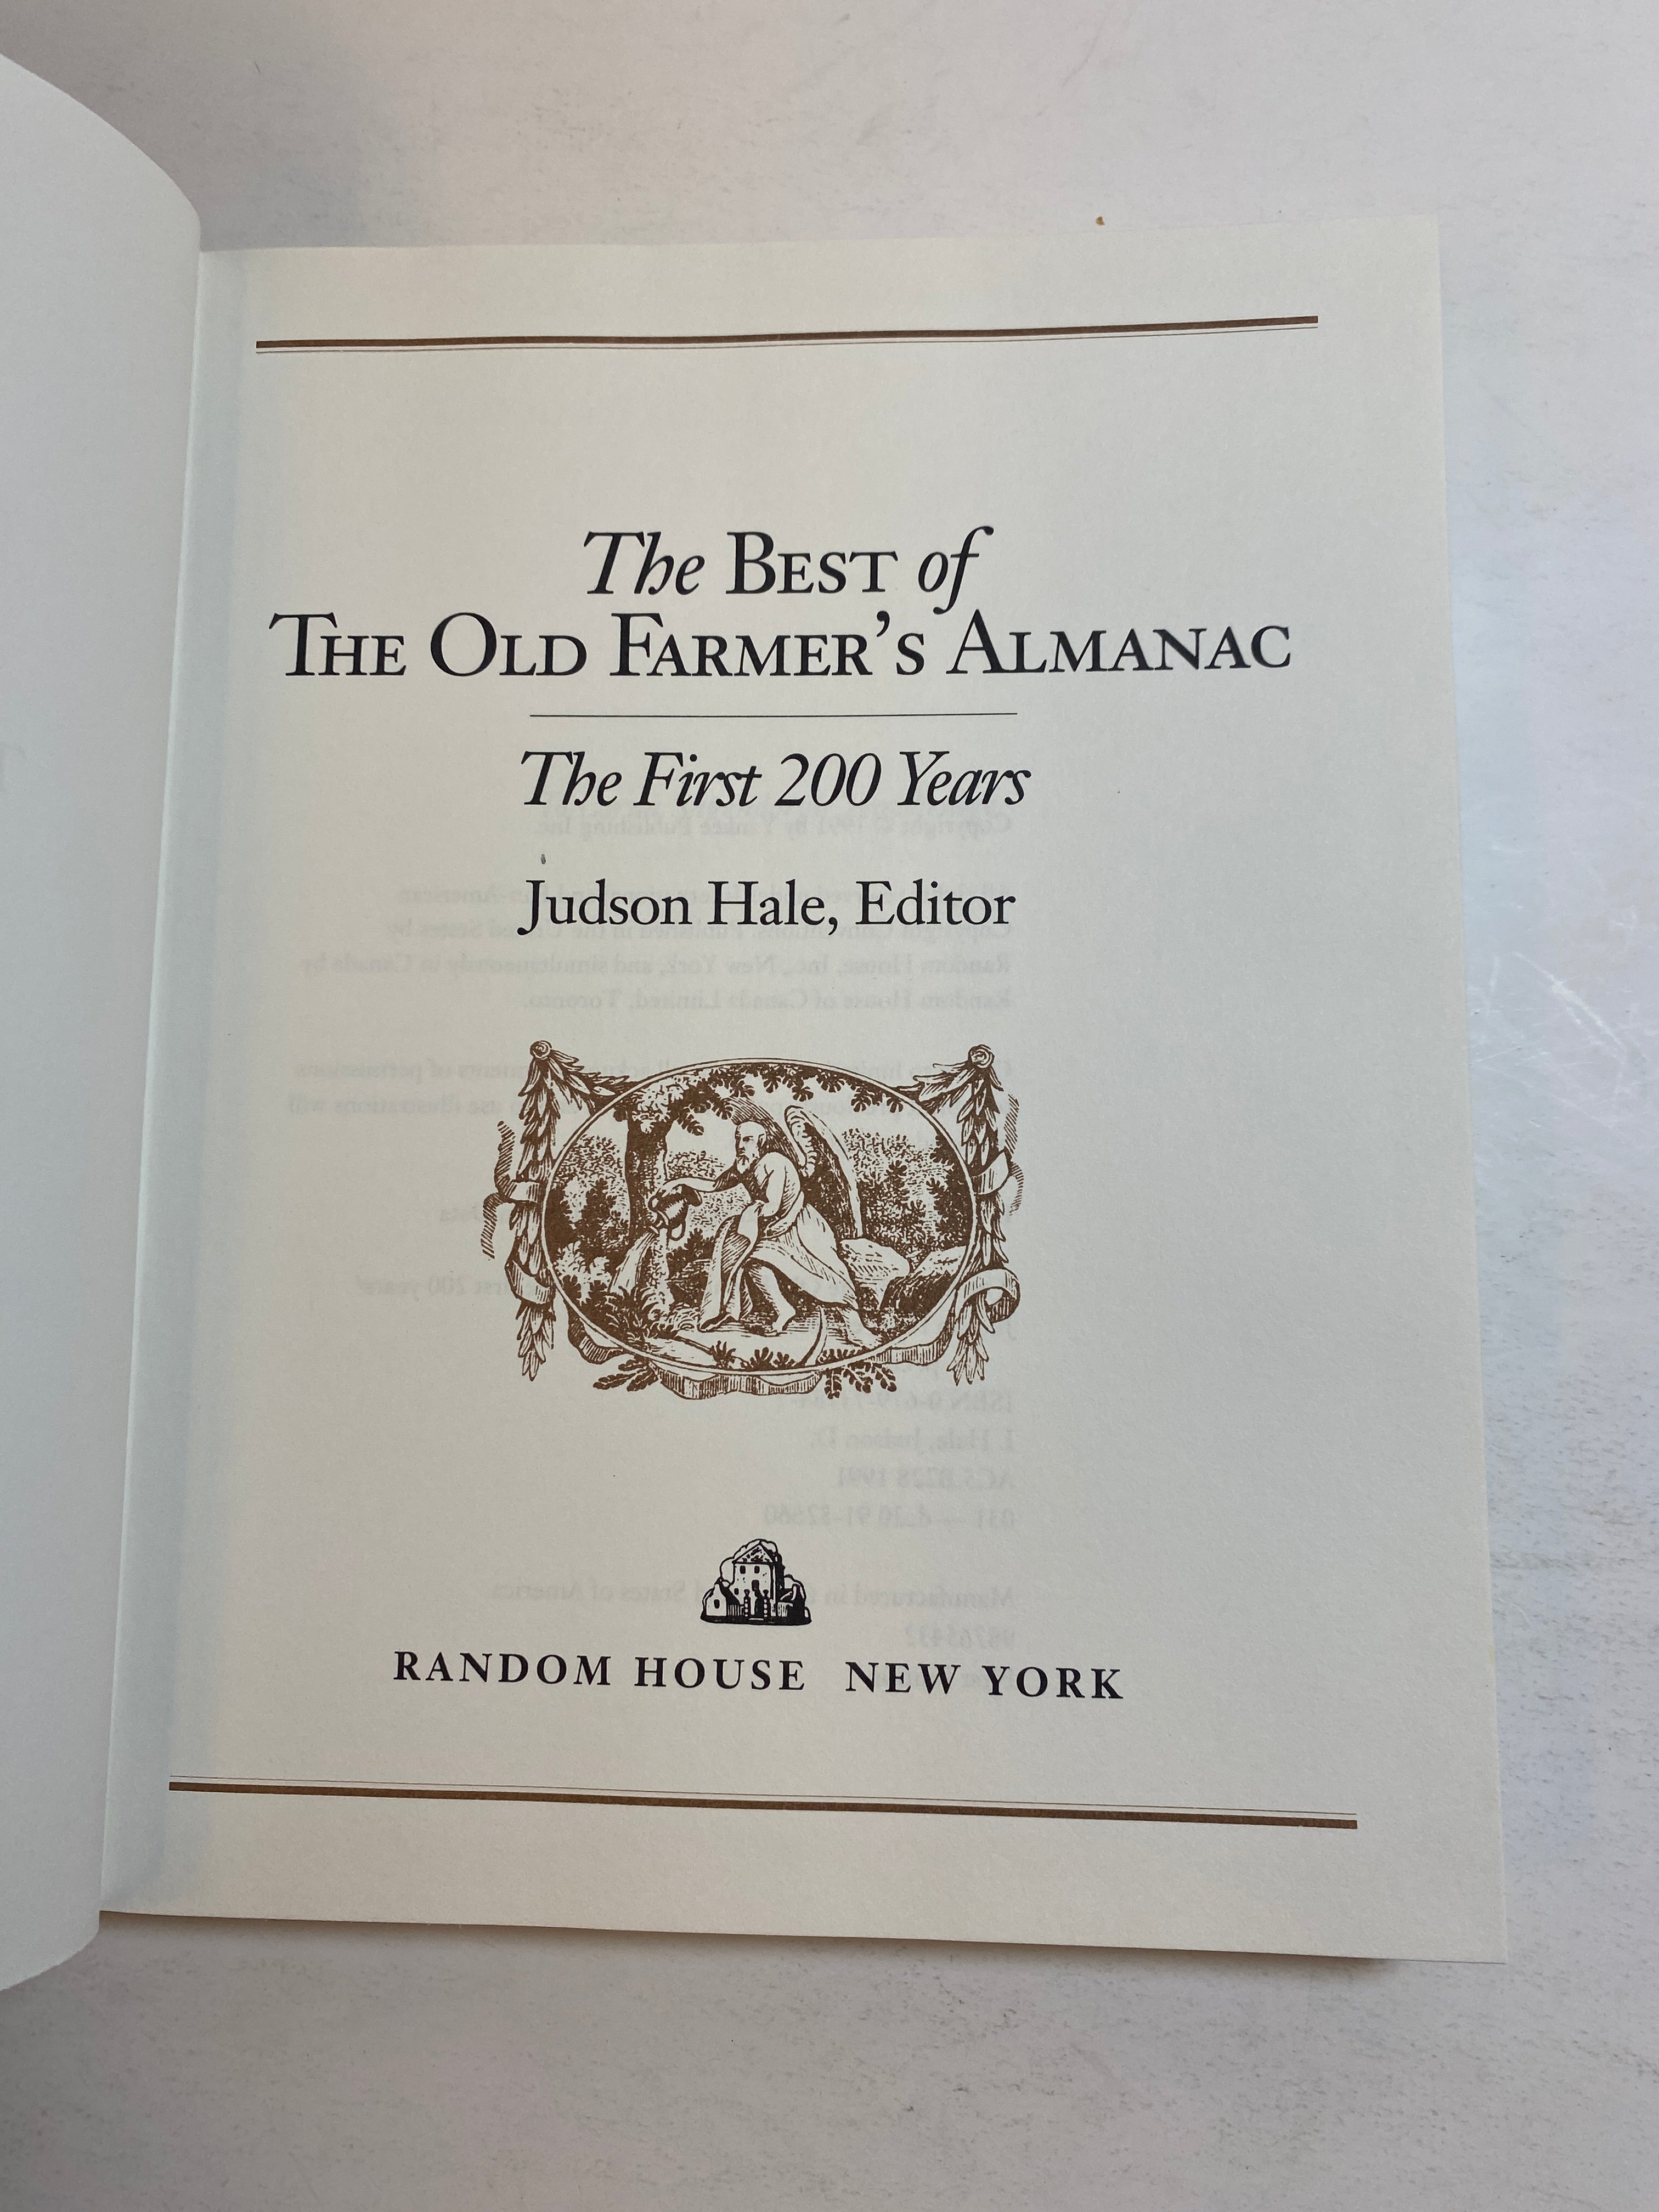 The BEST of
THE OLD FARMER'S ALMANAC
The First 200 Years
Judson Hale, Editor
RANDOM HOUSE NEW YORK